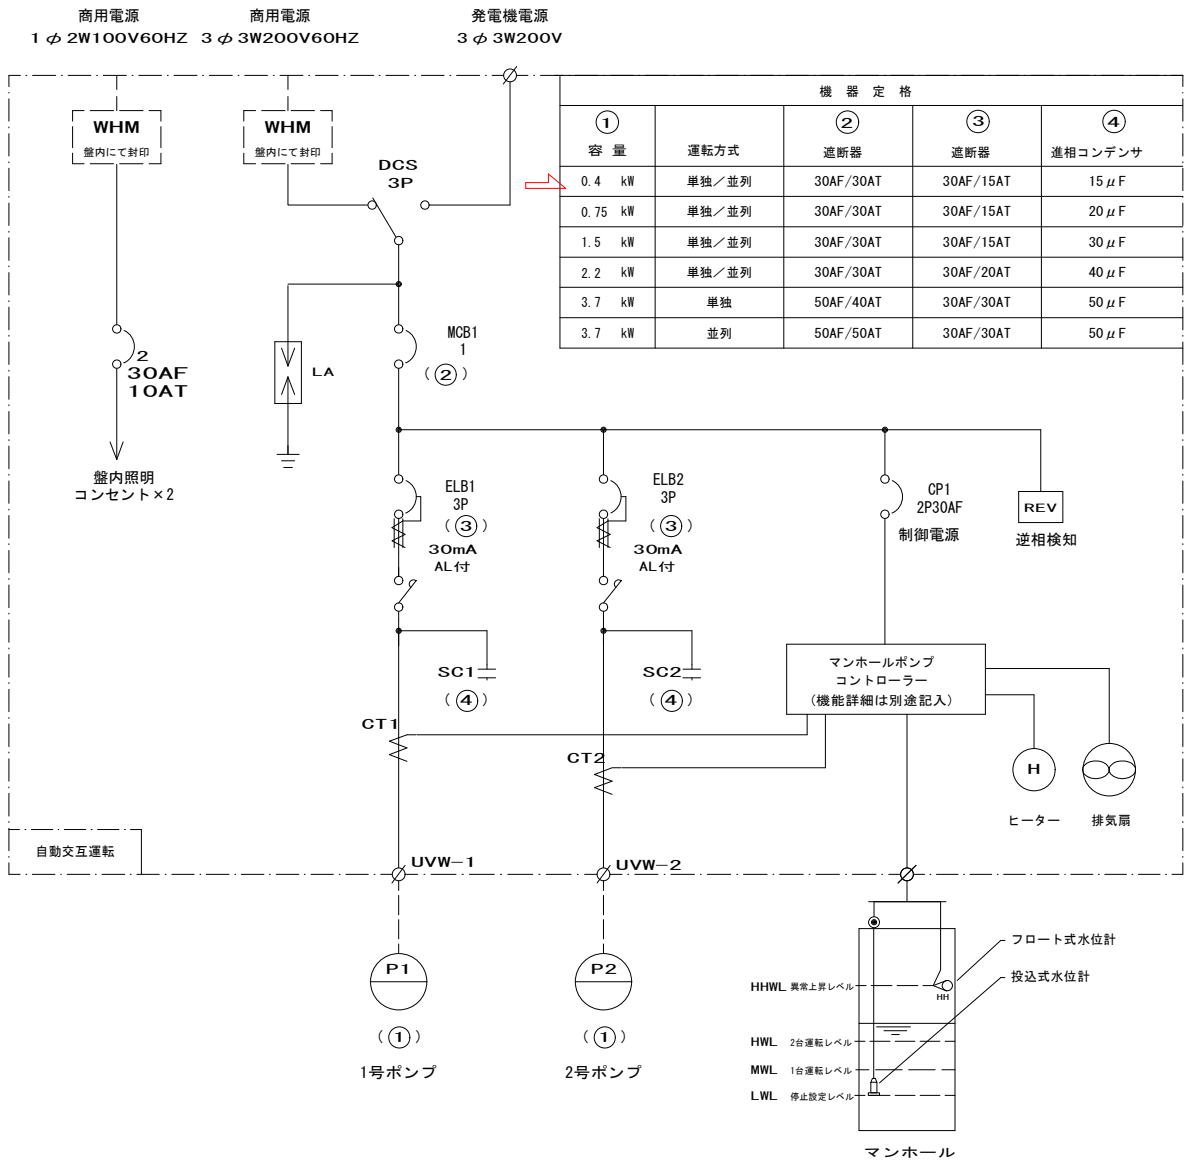 商用電源
1φ2W100V60HZ
商用電源
3φ3W200V60HZ
発電機電源
3φ3W200V
WHM
盤内にて封印
WHM
盤内にて封印
DCS
3P
機 器 定 格
① ② ③ ④
容 量 運転方式 遮断器 遮断器 進相コンデンサ
0.4 kW 単独／並列 30AF/30AT 30AF/15AT 15μF
0.75 kW 単独／並列 30AF/30AT 30AF/15AT 20μF
1.5 kW 単独／並列 30AF/30AT 30AF/15AT 30μF
2.2 kW 単独／並列 30AF/30AT 30AF/20AT 40μF
3.7 kW 単独 50AF/40AT 30AF/30AT 50μF
3.7 kW 並列 50AF/50AT 30AF/30AT 50μF
2
30AF
10AT
盤内照明
コンセント×2
LA
MCB1
1
(②)
ELB1
3P
(③)
30mA
AL付
ELB2
3P
(③)
30mA
AL付
CP1
2P30AF
制御電源
REV
逆相検知
SC1
(④)
SC2
(④)
マンホールポンプ
コントローラー
(機能詳細は別途記入)
CT1
CT2
H
ヒーター
排気扇
自動交互運転
UVW-1
UVW-2
P1
(①)
1号ポンプ
P2
(①)
2号ポンプ
フロート式水位計
投込式水位計
HHWL 異常上昇レベル
HH
HWL 2台運転レベル
MWL 1台運転レベル
LWL 停止設定レベル
マンホール